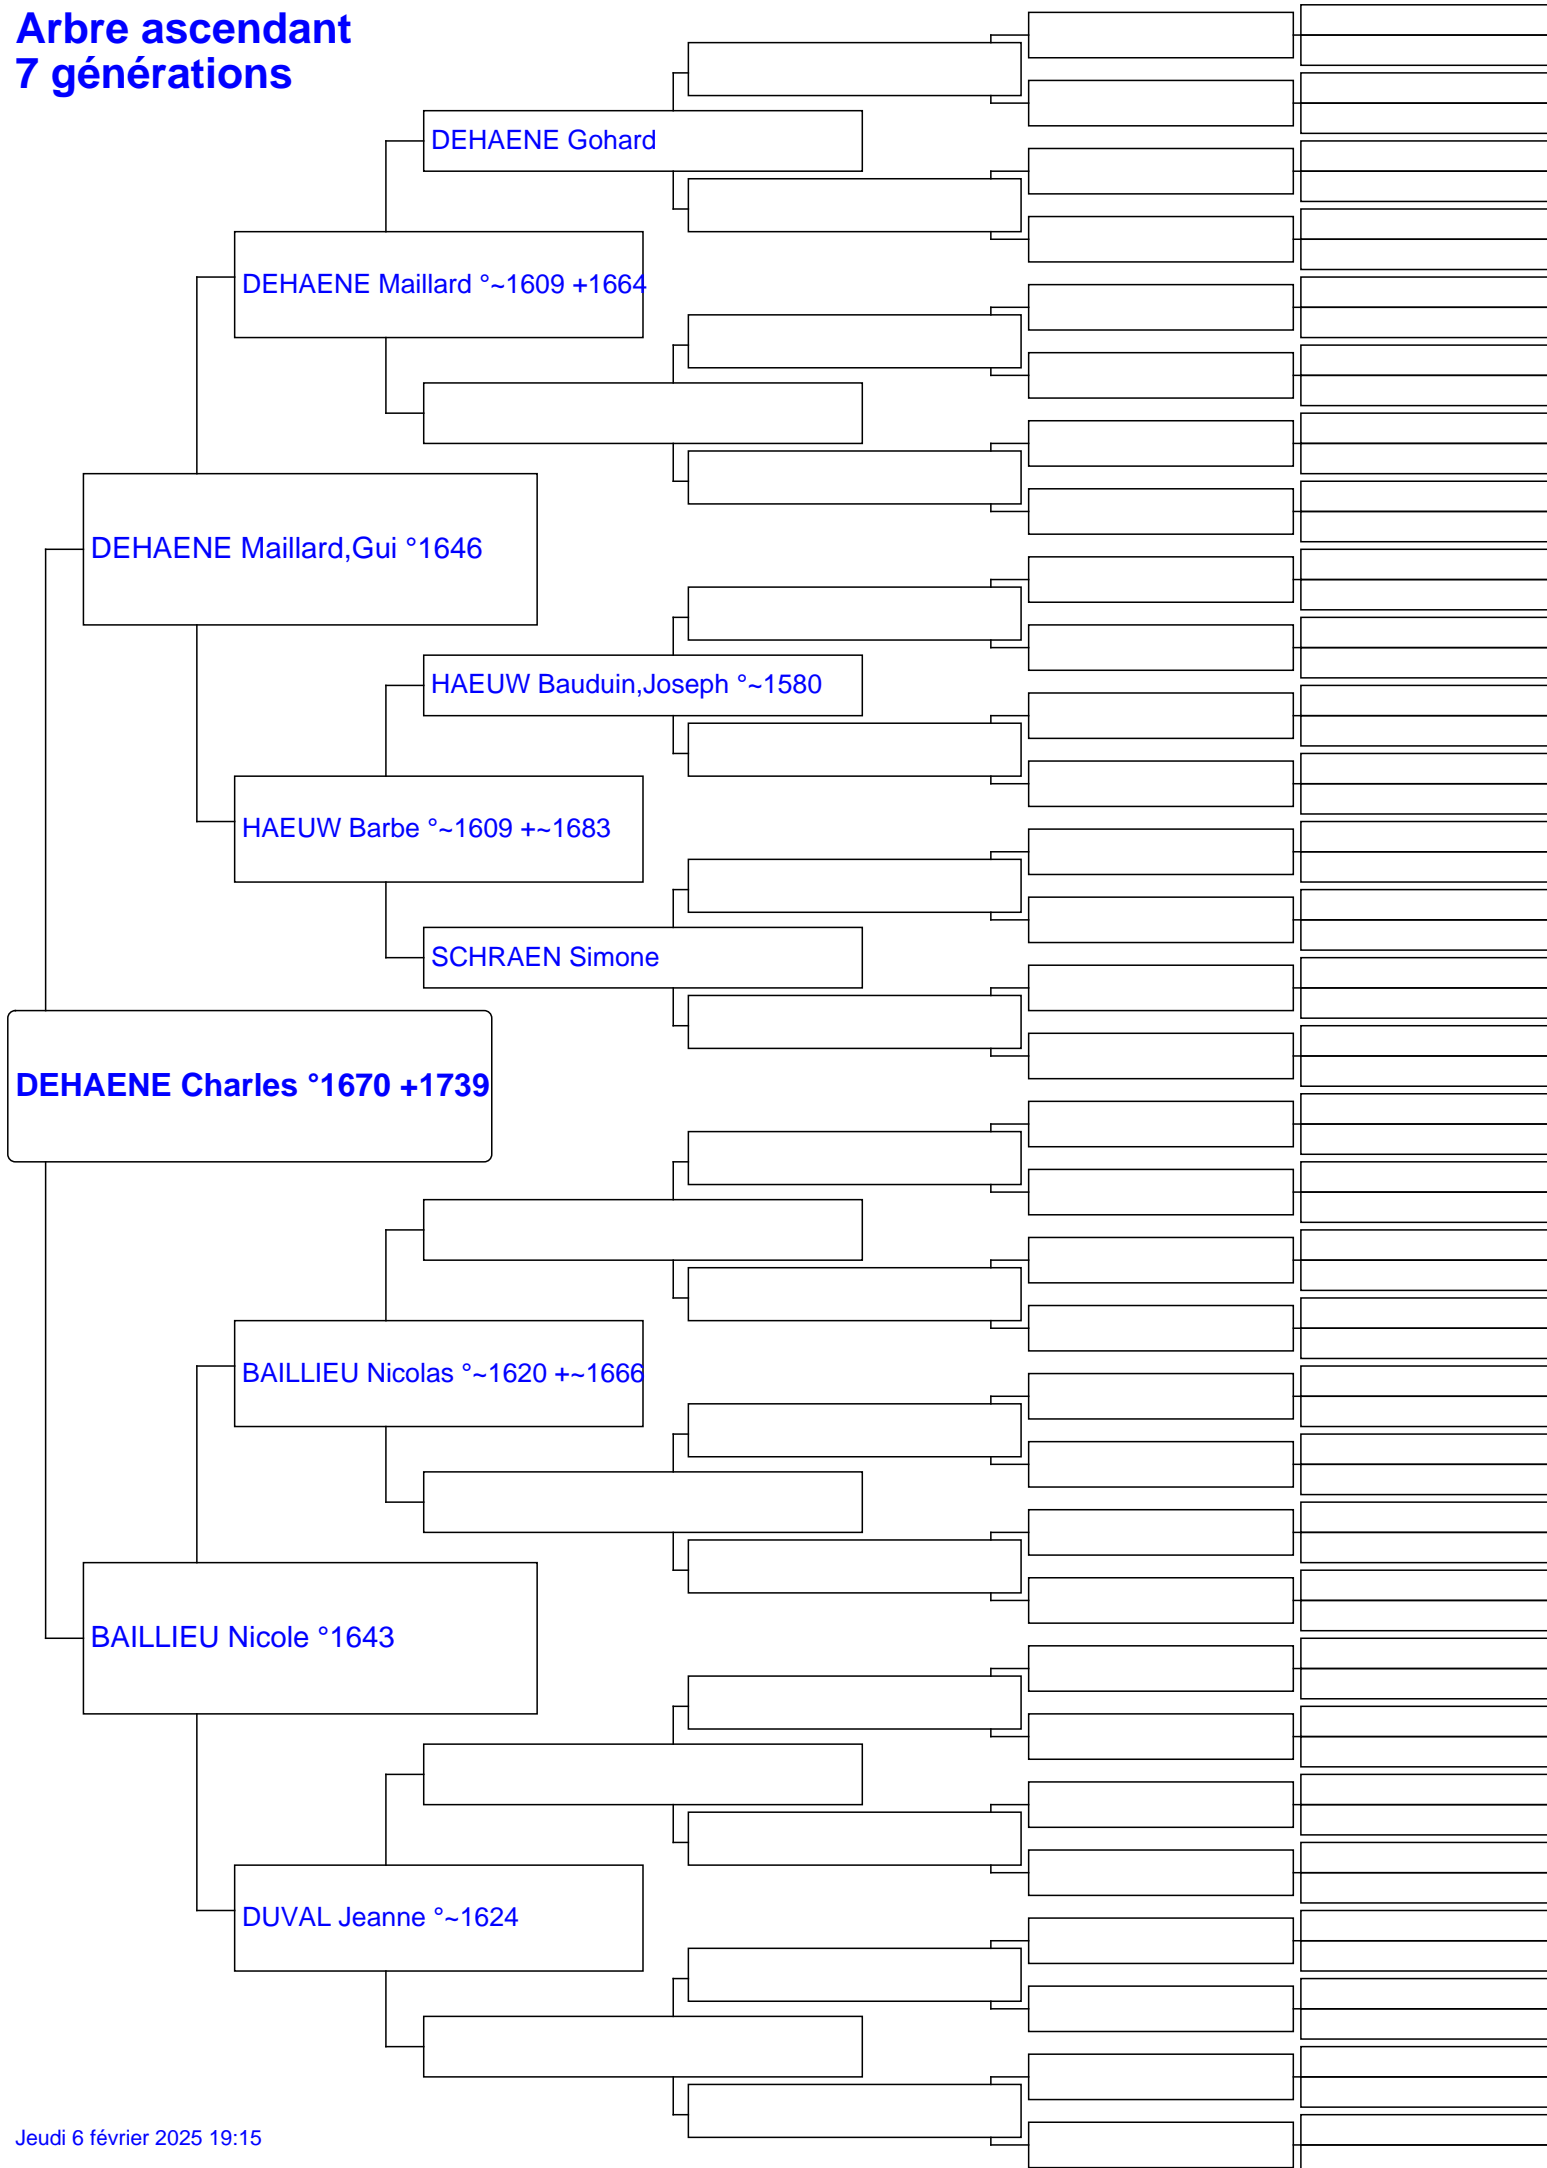 Arbre ascendant
7 générations
DEHAENE Gohard
DEHAENE Maillard °~1609 +1664
DEHAENE Maillard,Gui °1646
HAEUW Bauduin,Joseph °~1580
HAEUW Barbe °~1609 +~1683
SCHRAEN Simone
DEHAENE Charles °1670 +1739
BAILLIEU Nicolas °~1620 +~1666
BAILLIEU Nicole °1643
DUVAL Jeanne °~1624
Jeudi 6 février 2025 19:15